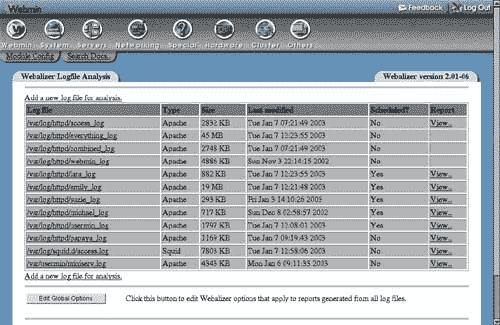 Webmin
Feedback
Log Out
Webmin System Servers Networking Special Hardware Cluster Others
Module Config
Search Docs..
Webalizer Logfile Analysis
Webalizer version 2.01-06
Add a new log file for analysis.
Log file Type Size Last modified Scheduled? Report
/var/log/httpd/access_log Apache 2832 KB Tue Jan 7 07:21:49 2003 No View..
/var/log/httpd/everything_log Apache 45 MB Tue Jan 7 12:23:55 2003 No
/var/log/httpd/combined_log Apache 2748 KB Tue Jan 7 07:21:49 2003 No
/var/log/httpd/webmin_log Apache 4886 KB Sun Nov 3 22:14:15 2002 No
/var/log/httpd/lara_log Apache 882 KB Tue Jan 7 12:23:55 2003 Yes View..
/var/log/httpd/emily_log Apache 19 MB Tue Jan 7 12:21:48 2003 Yes View..
/var/log/httpd/suzie_log Apache 293 KB Fri Jan 3 14:10:26 2003 Yes View..
/var/log/httpd/michael_log Apache 717 KB Sun Dec 8 02:58:57 2002 Yes View..
/var/log/httpd/usermin_log Apache 1797 KB Tue Jan 7 12:08:01 2003 Yes View..
/var/log/httpd/papaya_log Apache 1169 KB Tue Jan 7 09:19:43 2003 No View..
/var/log/squid.d/access.log Squid 7803 KB Tue Jan 7 12:58:06 2003 No View..
/var/usermin/miniserv.log Apache 4343 KB Mon Jan 6 09:11:33 2003 No View..
Add a new log file for analysis.
Edit Global Options
Click this button to edit Webalizer options that apply to reports generated from all log files.